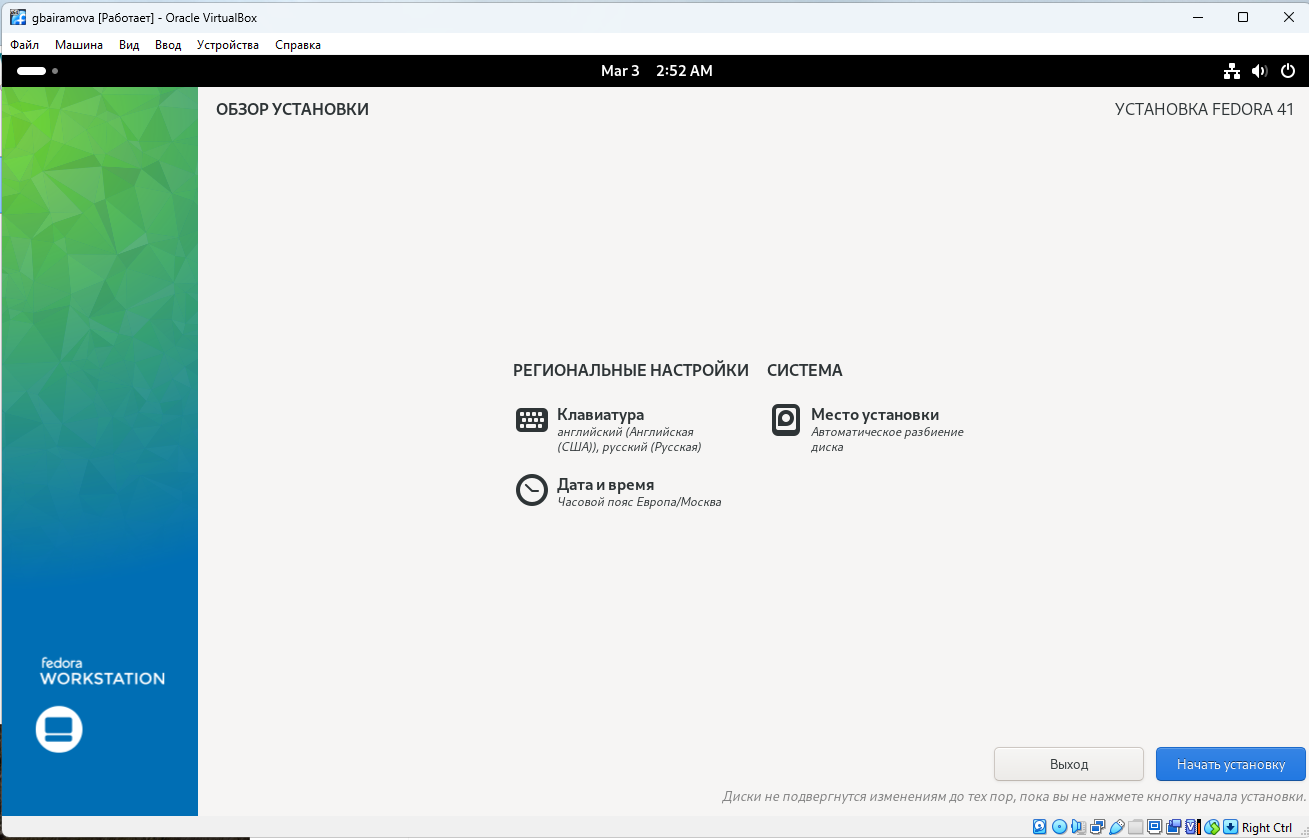 gbairamova [Работает] - Oracle VirtualBox
Файл Машина Вид Ввод Устройства Справка
Mar 3 2:52 AM
ОБЗОР УСТАНОВКИ
УСТАНОВКА FEDORA 41
РЕГИОНАЛЬНЫЕ НАСТРОЙКИ
Клавиатура
английский (Английская
(США)), русский (Русская)
Дата и время
Часовой пояс Европа/Москва
СИСТЕМА
Место установки
Автоматическое разбиение
диска
fedora
WORKSTATION
Выход
Начать установку
Диски не подвергнутся изменениям до тех пор, пока вы не нажмете кнопку начала установки.
Right Ctrl